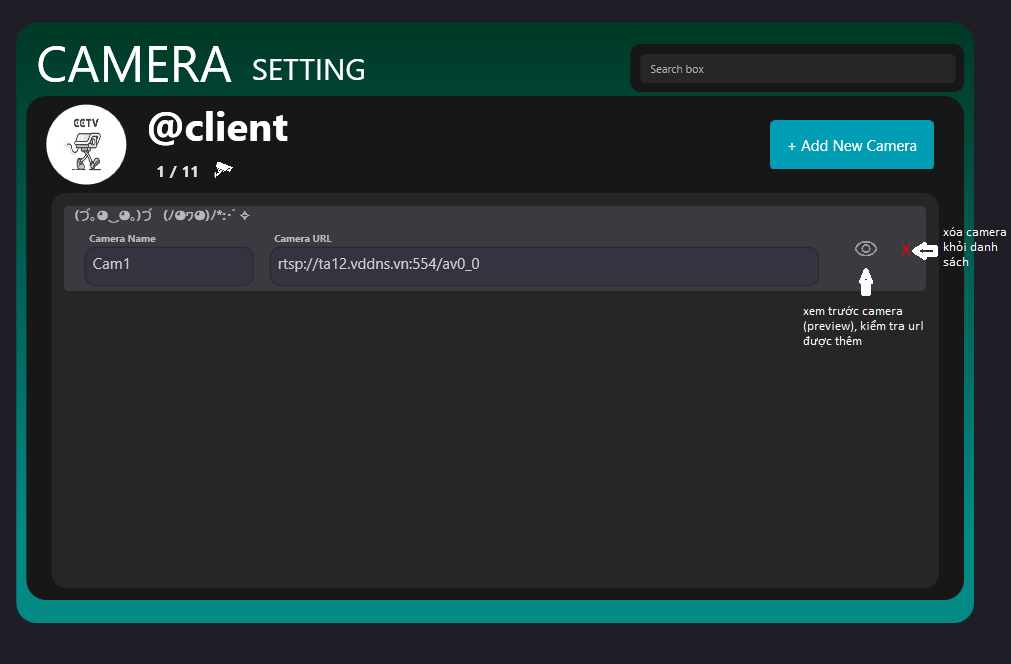 CAMERA SETTING
Search box
CCTV
@client
1 / 11
+ Add New Camera
(づ｡◕‿◕｡)づ (ﾉ◕ヮ◕)ﾉ*:･ﾟ✧
Camera Name
Camera URL
Cam1
rtsp://ta12.vddns.vn:554/av0_0
X
xóa camera
khỏi danh
sách
xem trước camera
(preview), kiểm tra url
được thêm